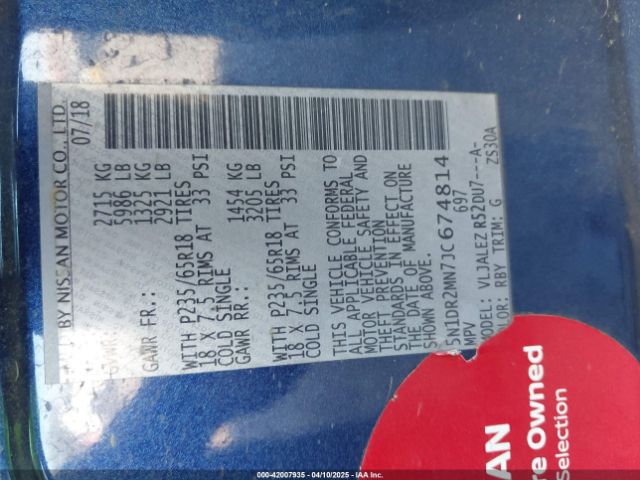 BY NISSAN MOTOR CO., LTD.
07/18
2715 KG
5986 LB
GAWR FR.: 1325 KG
2921 LB
WITH P235/65R18 TIRES
18 X 7.5 RIMS AT 33 PSI
COLD SINGLE
GAWR RR.: 1454 KG
3205 LB
WITH P235/65R18 TIRES
18 X 7.5 RIMS AT 33 PSI
COLD SINGLE
THIS VEHICLE CONFORMS TO
ALL APPLICABLE FEDERAL
MOTOR VEHICLE SAFETY AND
THEFT PREVENTION
STANDARDS IN EFFECT ON
THE DATE OF MANUFACTURE
SHOWN ABOVE.
5N1DR2MN7JC674814
MPV 697
MODEL: VLJALEZ R52DU7---A-
COLOR: RBY TRIM: G ZS30A
AN
re Owned
Selection
000-42007935 - 04/10/2025 - IAA Inc.